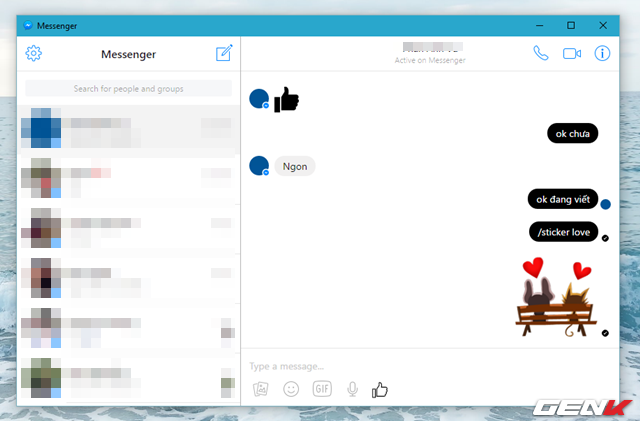 Messenger
Messenger
Search for people and groups
Active on Messenger
ok chưa
Ngon
ok đang viết
/sticker love
Type a message...
GIF
GENK